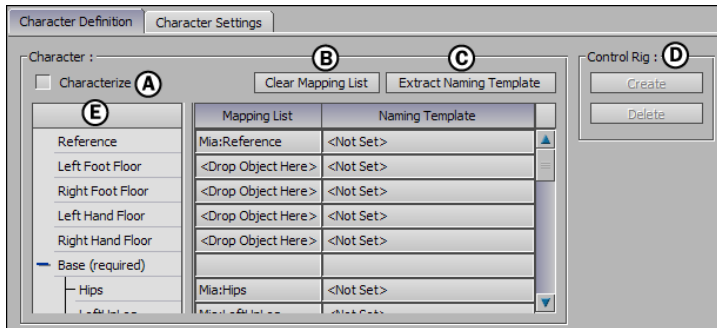 Character Definition Character Settings
Character : B C Control Rig : D
Characterize A Clear Mapping List Extract Naming Template Create
E Mapping List Naming Template Delete
Reference Mia:Reference <Not Set>
Left Foot Floor <Drop Object Here> <Not Set>
Right Foot Floor <Drop Object Here> <Not Set>
Left Hand Floor <Drop Object Here> <Not Set>
Right Hand Floor <Drop Object Here> <Not Set>
Base (required)
Hips Mia:Hips <Not Set>